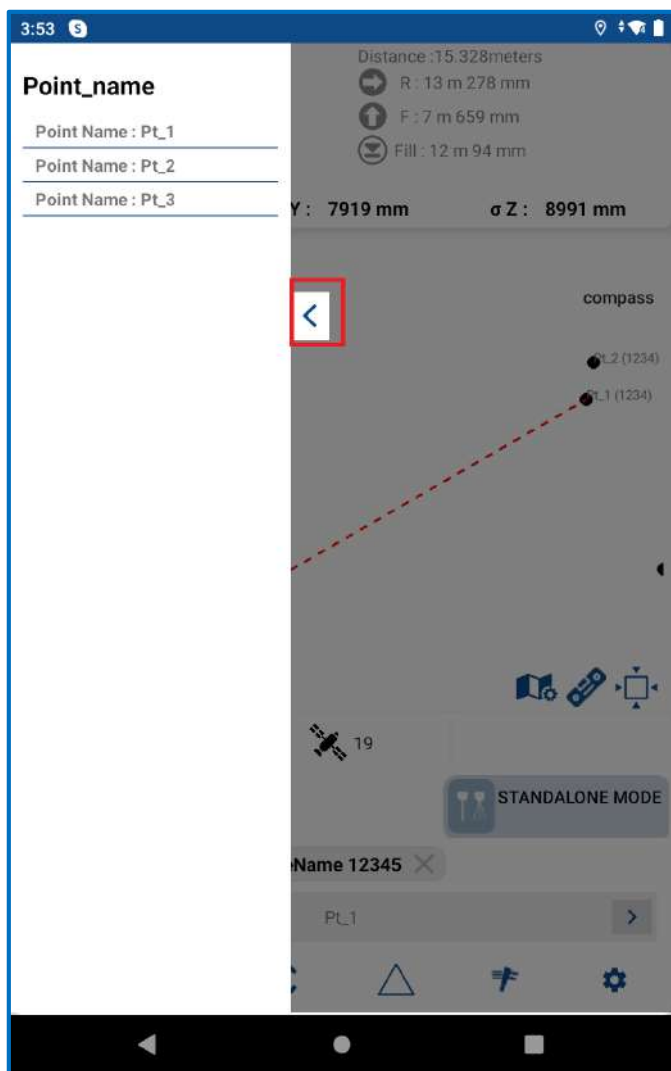 3:53 S
Point_name
Point Name : Pt_1
Point Name : Pt_2
Point Name : Pt_3
Distance :15.328meters
R : 13 m 278 mm
F : 7 m 659 mm
Fill : 12 m 94 mm
Y : 7919 mm σ Z : 8991 mm
compass
Pt_2 (1234)
Pt_1 (1234)
19
STANDALONE MODE
Name 12345
Pt_1